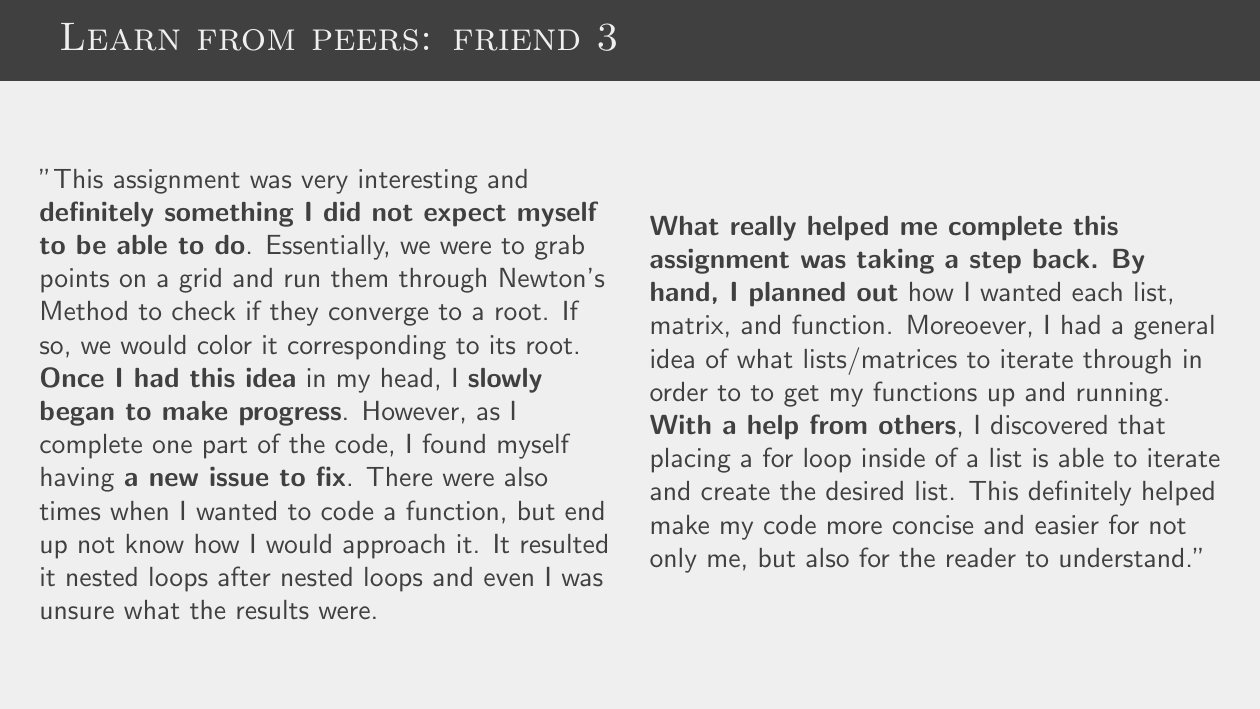 Learn from peers: friend 3
”This assignment was very interesting and
definitely something I did not expect myself
to be able to do. Essentially, we were to grab
points on a grid and run them through Newton's
Method to check if they converge to a root. If
so, we would color it corresponding to its root.
Once I had this idea in my head, I slowly
began to make progress. However, as I
complete one part of the code, I found myself
having a new issue to fix. There were also
times when I wanted to code a function, but end
up not know how I would approach it. It resulted
it nested loops after nested loops and even I was
unsure what the results were.
What really helped me complete this
assignment was taking a step back. By
hand, I planned out how I wanted each list,
matrix, and function. Moreoever, I had a general
idea of what lists/matrices to iterate through in
order to to get my functions up and running.
With a help from others, I discovered that
placing a for loop inside of a list is able to iterate
and create the desired list. This definitely helped
make my code more concise and easier for not
only me, but also for the reader to understand.”